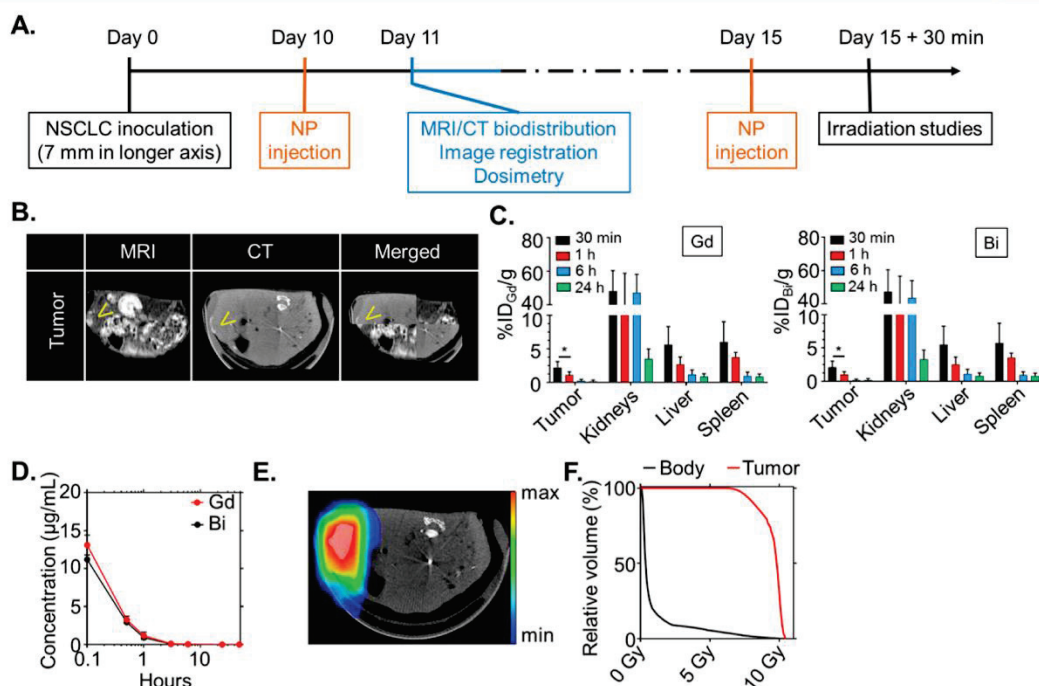 A.
Day 0
Day 10
Day 11
Day 15
Day 15 + 30 min
NSCLC inoculation
(7 mm in longer axis)
NP
injection
MRI/CT biodistribution
Image registration
Dosimetry
NP
injection
Irradiation studies
B.
MRI
CT
Merged
Tumor
C.
%ID_Gd/g
80
60
40
5
0
30 min
1 h
6 h
24 h
Gd
*
Tumor
Kidneys
Liver
Spleen
%ID_Bi/g
80
60
40
5
0
30 min
1 h
6 h
24 h
Bi
*
Tumor
Kidneys
Liver
Spleen
D.
Concentration (µg/mL)
20
15
10
5
0
Gd
Bi
0.1
1
10
Hours
E.
max
min
F.
Body
Tumor
Relative volume (%)
100
50
0
0 Gy
5 Gy
10 Gy